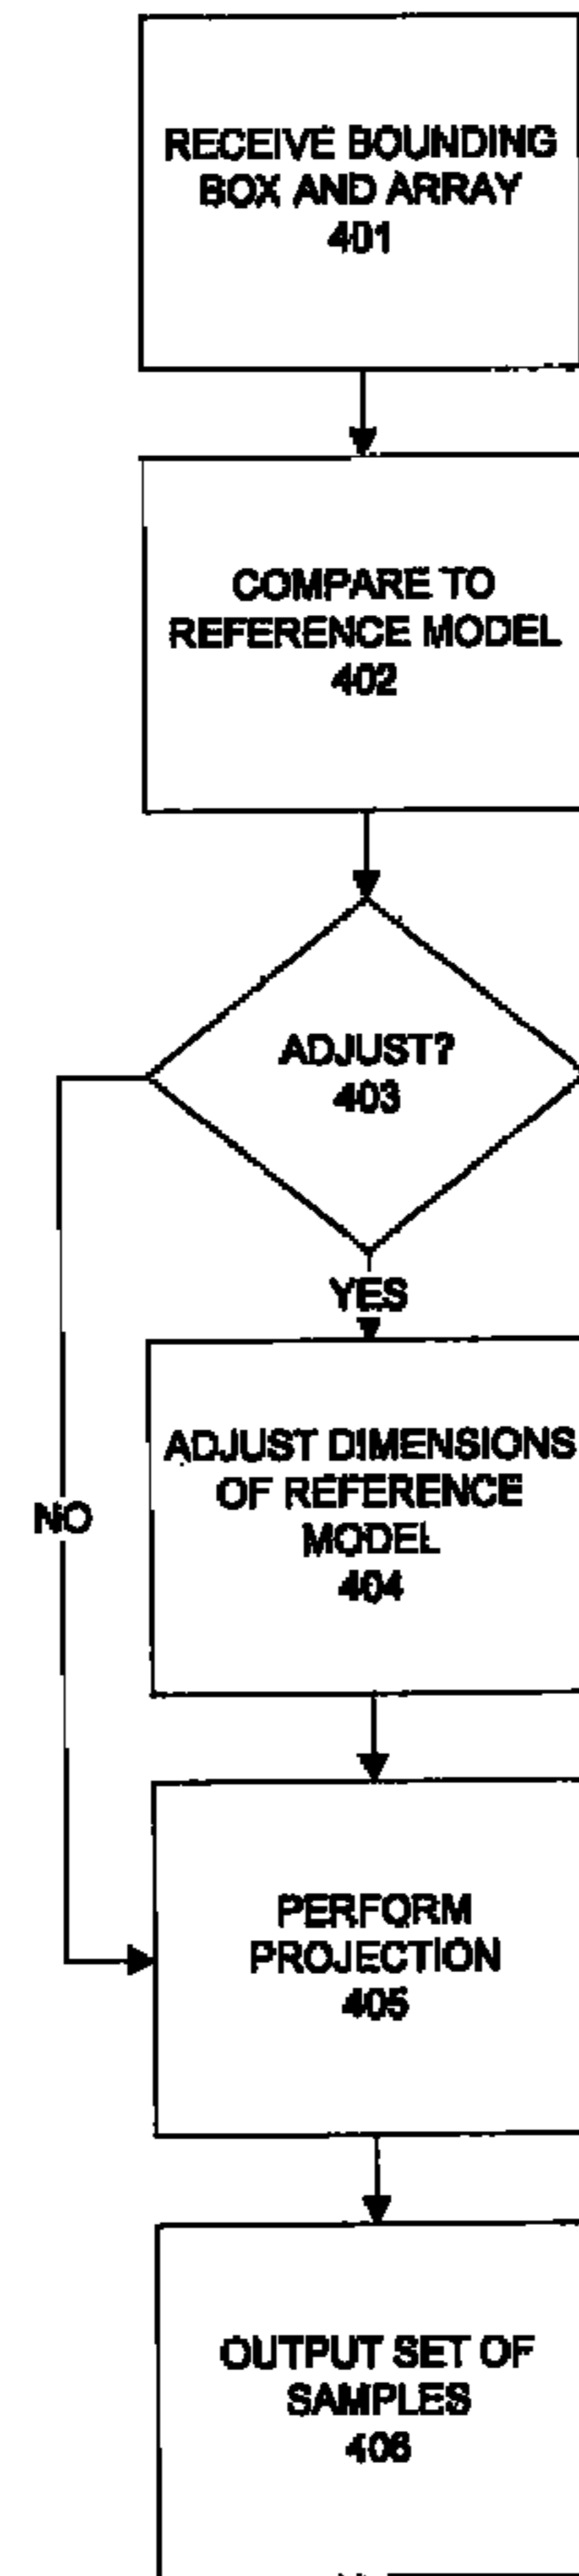 RECEIVE BOUNDING
BOX AND ARRAY
401
COMPARE TO
REFERENCE MODEL
402
ADJUST?
403
YES
ADJUST DIMENSIONS
OF REFERENCE
MODEL
404
NO
PERFORM
PROJECTION
405
OUTPUT SET OF
SAMPLES
406